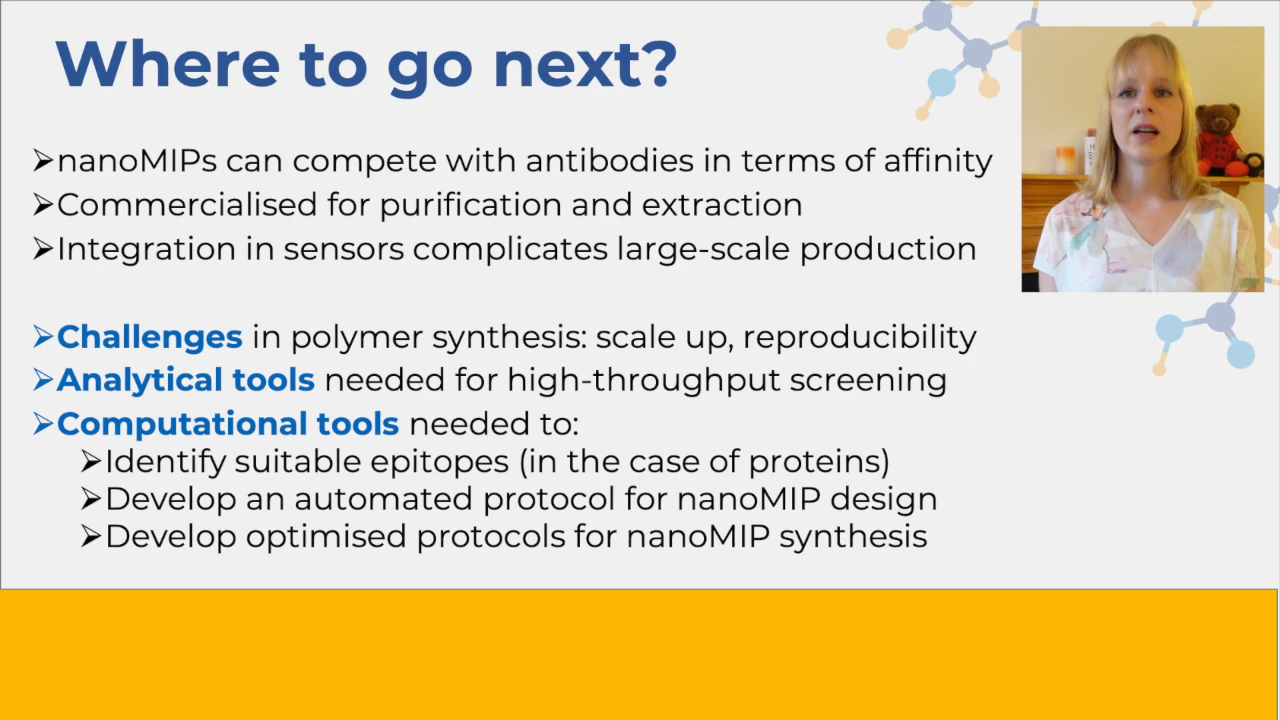 Where to go next?
➢nanoMIPs can compete with antibodies in terms of affinity
➢Commercialised for purification and extraction
➢Integration in sensors complicates large-scale production
➢Challenges in polymer synthesis: scale up, reproducibility
➢Analytical tools needed for high-throughput screening
➢Computational tools needed to:
➢Identify suitable epitopes (in the case of proteins)
➢Develop an automated protocol for nanoMIP design
➢Develop optimised protocols for nanoMIP synthesis